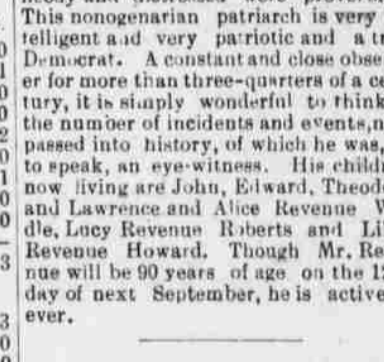 This nonogenarian patriarch is very
telligent and very patriotic and a tr
Democrat. A constant and close obse
er for more than three-quarters of a ce
tury, it is simply wonderful to think
the number of incidents and events, n
passed into history, of which he was,
to speak, an eye-witness. His childr
now living are John, Edward, Theod
and Lawrence and Alice Revenue W
dle, Lucy Revenue Roberts and Li
Revenue Howard. Though Mr. Re
nue will be 90 years of age on the 1
day of next September, he is active
ever.